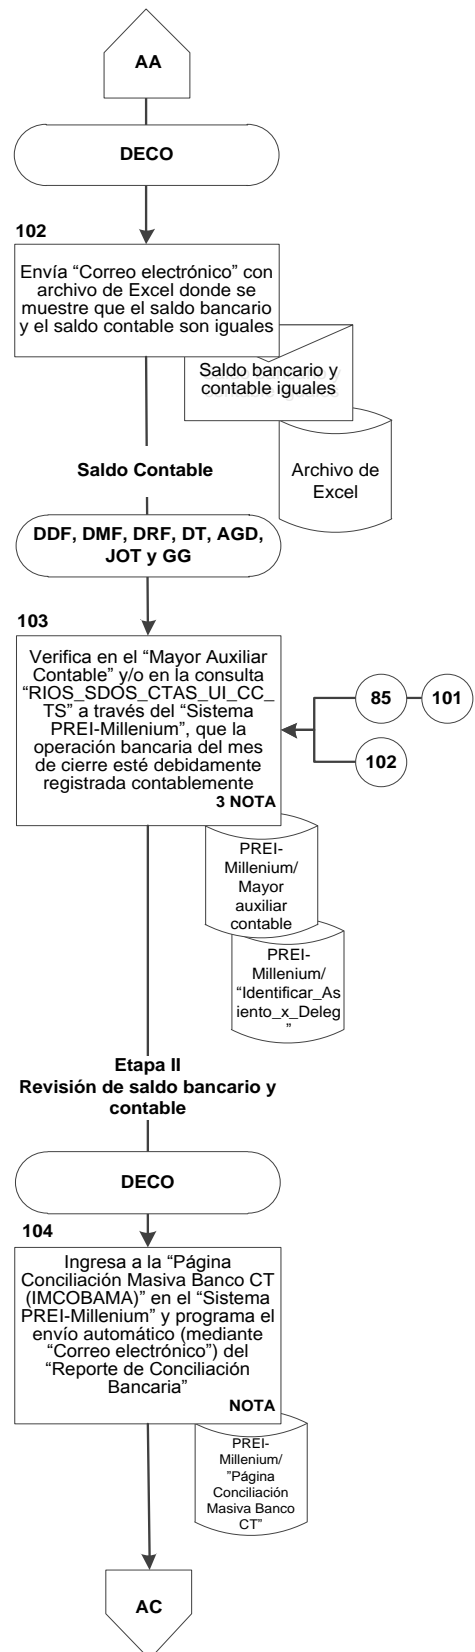 AA
DECO
102
Envía “Correo electrónico” con
archivo de Excel donde se
muestre que el saldo bancario
y el saldo contable son iguales
Saldo bancario y
contable iguales
Archivo de
Excel
Saldo Contable
DDF, DMF, DRF, DT, AGD,
JOT y GG
103
Verifica en el “Mayor Auxiliar
Contable” y/o en la consulta
“RIOS_SDOS_CTAS_UI_CC_
TS” a través del “Sistema
PREI-Millenium”, que la
operación bancaria del mes
de cierre esté debidamente
registrada contablemente
3 NOTA
85
101
102
PREI-
Millenium/
Mayor
auxiliar
contable
PREI-
Millenium/
“Identificar_As
iento_x_Deleg
”
Etapa II
Revisión de saldo bancario y
contable
DECO
104
Ingresa a la “Página
Conciliación Masiva Banco CT
(IMCOBAMA)” en el “Sistema
PREI-Millenium” y programa el
envío automático (mediante
“Correo electrónico”) del
“Reporte de Conciliación
Bancaria”
NOTA
PREI-
Millenium/
”Página
Conciliación
Masiva Banco
CT”
AC